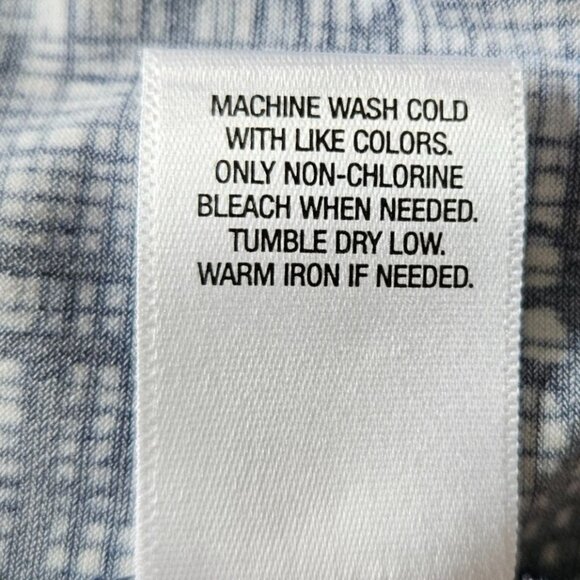 MACHINE WASH COLD
WITH LIKE COLORS.
ONLY NON-CHLORINE
BLEACH WHEN NEEDED.
TUMBLE DRY LOW.
WARM IRON IF NEEDED.